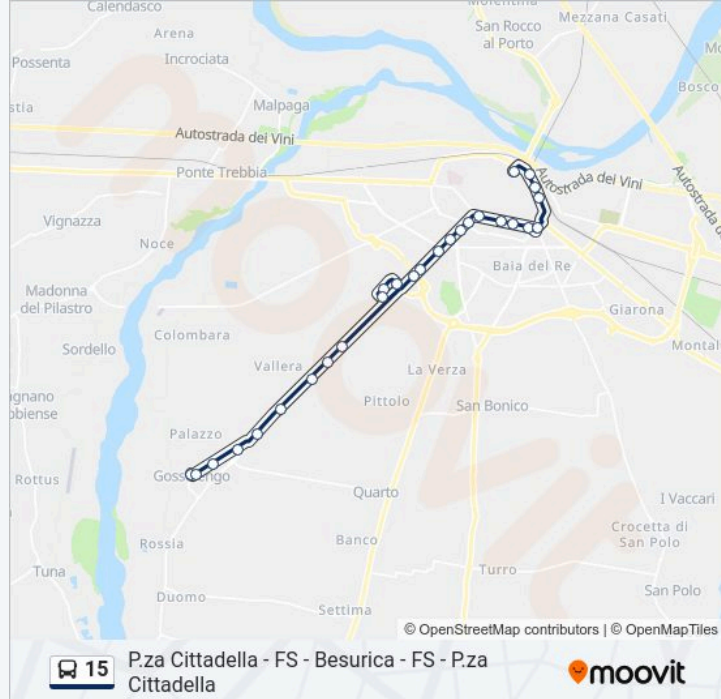 Calendasco
Morentina
Mezzana Casati
San Rocco
al Porto
Arena
Incrociata
Possenta
Bosco
Malpaga
Autostrada dei Vini
Ponte Trebbia
Autostrada dei Vini
Autostrada d
Vignazza
Noce
Baia del Re
Madonna
del Pilastro
Giarona
Colombara
Sordello
Montal
Vallera
La Verza
gnano
bbiense
Pittolo
San Bonico
Palazzo
Rottus
Gossolengo
Quarto
I Vaccari
Crocetta di
San Polo
Rossia
Banco
Tuna
Turro
San Polo
Duomo
Settima
© OpenStreetMap contributors | © OpenMapTiles
15
P.za Cittadella - FS - Besurica - FS - P.za
Cittadella
moovit